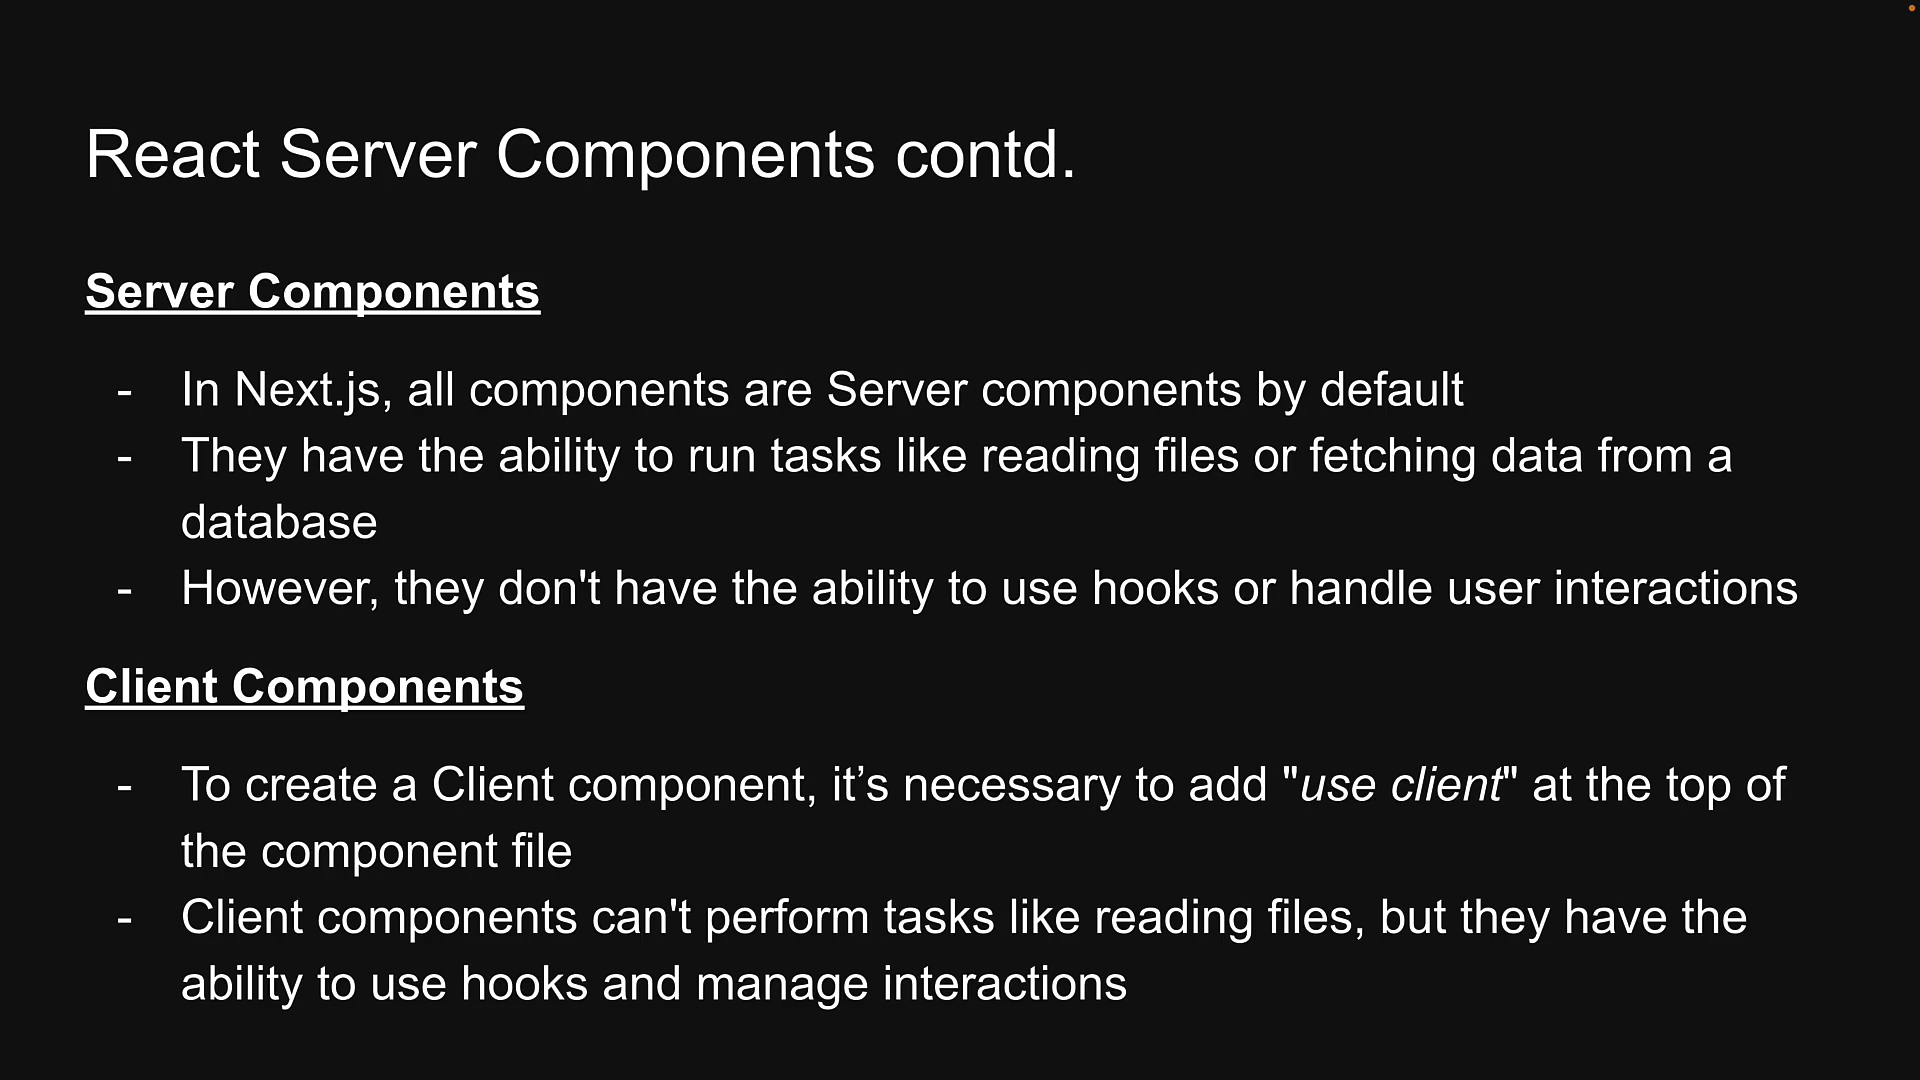 React Server Components contd.
Server Components
- In Next.js, all components are Server components by default
- They have the ability to run tasks like reading files or fetching data from a
database
- However, they don't have the ability to use hooks or handle user interactions
Client Components
- To create a Client component, it’s necessary to add "use client" at the top of
the component file
- Client components can't perform tasks like reading files, but they have the
ability to use hooks and manage interactions